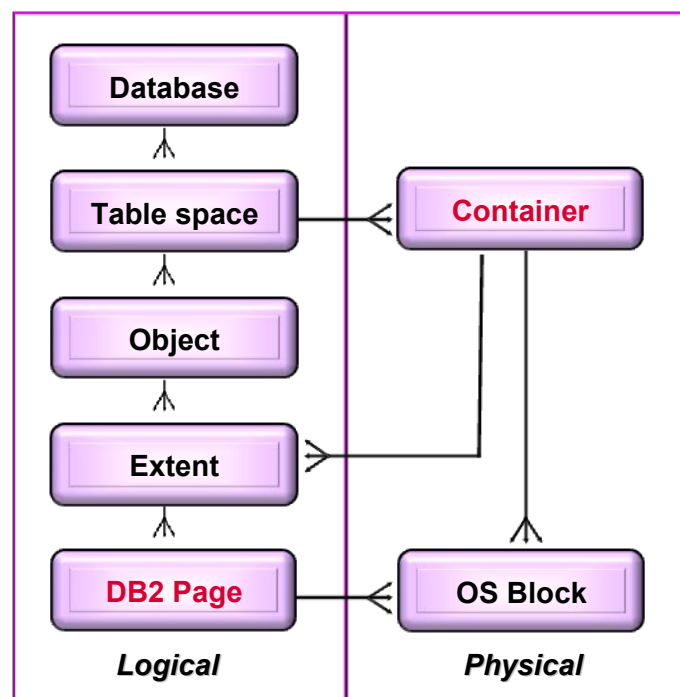 Database
Table space
Container
Object
Extent
DB2 Page
OS Block
Logical
Physical